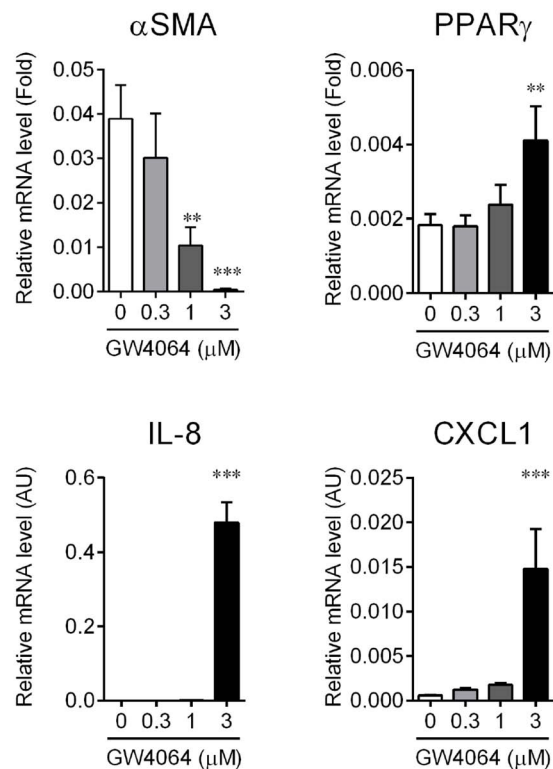 αSMA
Relative mRNA level (Fold)
0.05
0.04
0.03
0.02
0.01
0.00
**
***
0 0.3 1 3
GW4064 (μM)
PPARγ
Relative mRNA level (Fold)
0.006
0.004
0.002
0.000
**
0 0.3 1 3
GW4064 (μM)
IL-8
Relative mRNA level (AU)
0.6
0.4
0.2
0.0
***
0 0.3 1 3
GW4064 (μM)
CXCL1
Relative mRNA level (AU)
0.025
0.020
0.015
0.010
0.005
0.000
***
0 0.3 1 3
GW4064 (μM)